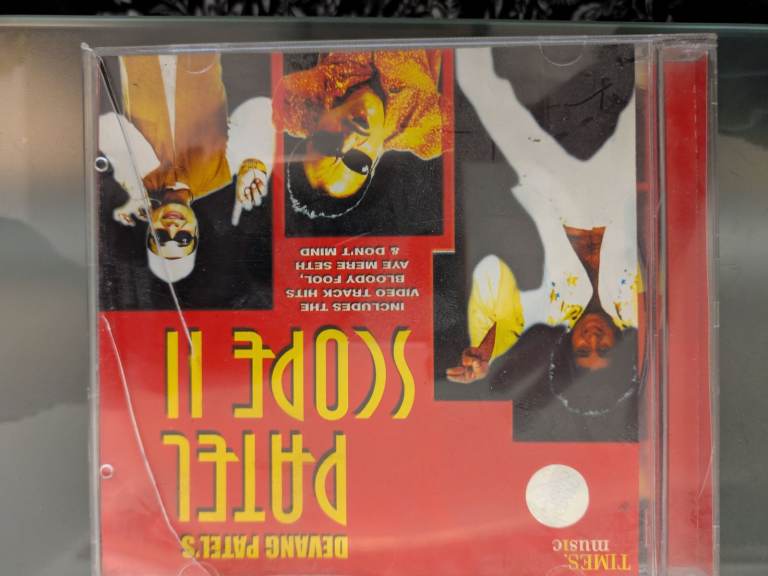 TIMES
music
DEVANG PATEL'S
PATEL
SCOPE II
INCLUDES THE
VIDEO TRACK HITS
BLOODY FOOL,
AYE MERE SETH
& DON'T MIND